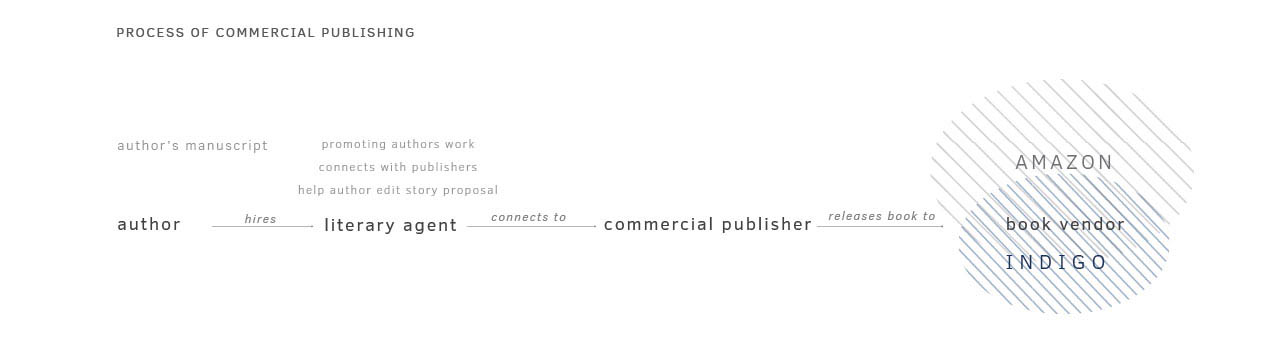 PROCESS OF COMMERCIAL PUBLISHING
author's manuscript
promoting authors work
connects with publishers
help author edit story proposal
author
hires
literary agent
connects to
commercial publisher
releases book to
AMAZON
book vendor
INDIGO